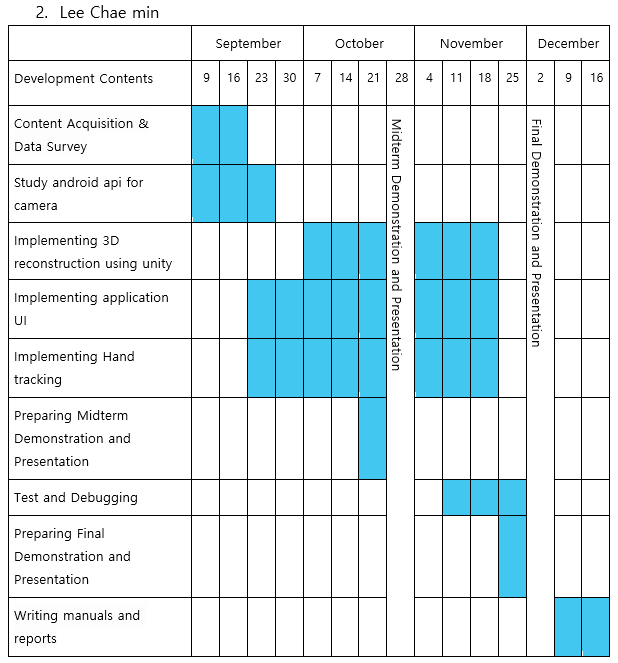 2. Lee Chae min
September October November December
Development Contents 9 16 23 30 7 14 21 28 4 11 18 25 2 9 16
Content Acquisition &
Data Survey
Study android api for
camera
Implementing 3D
reconstruction using unity
Implementing application
UI
Implementing Hand
tracking
Preparing Midterm
Demonstration and
Presentation
Test and Debugging
Preparing Final
Demonstration and
Presentation
Writing manuals and
reports
Midterm Demonstration and Presentation
Final Demonstration and Presentation